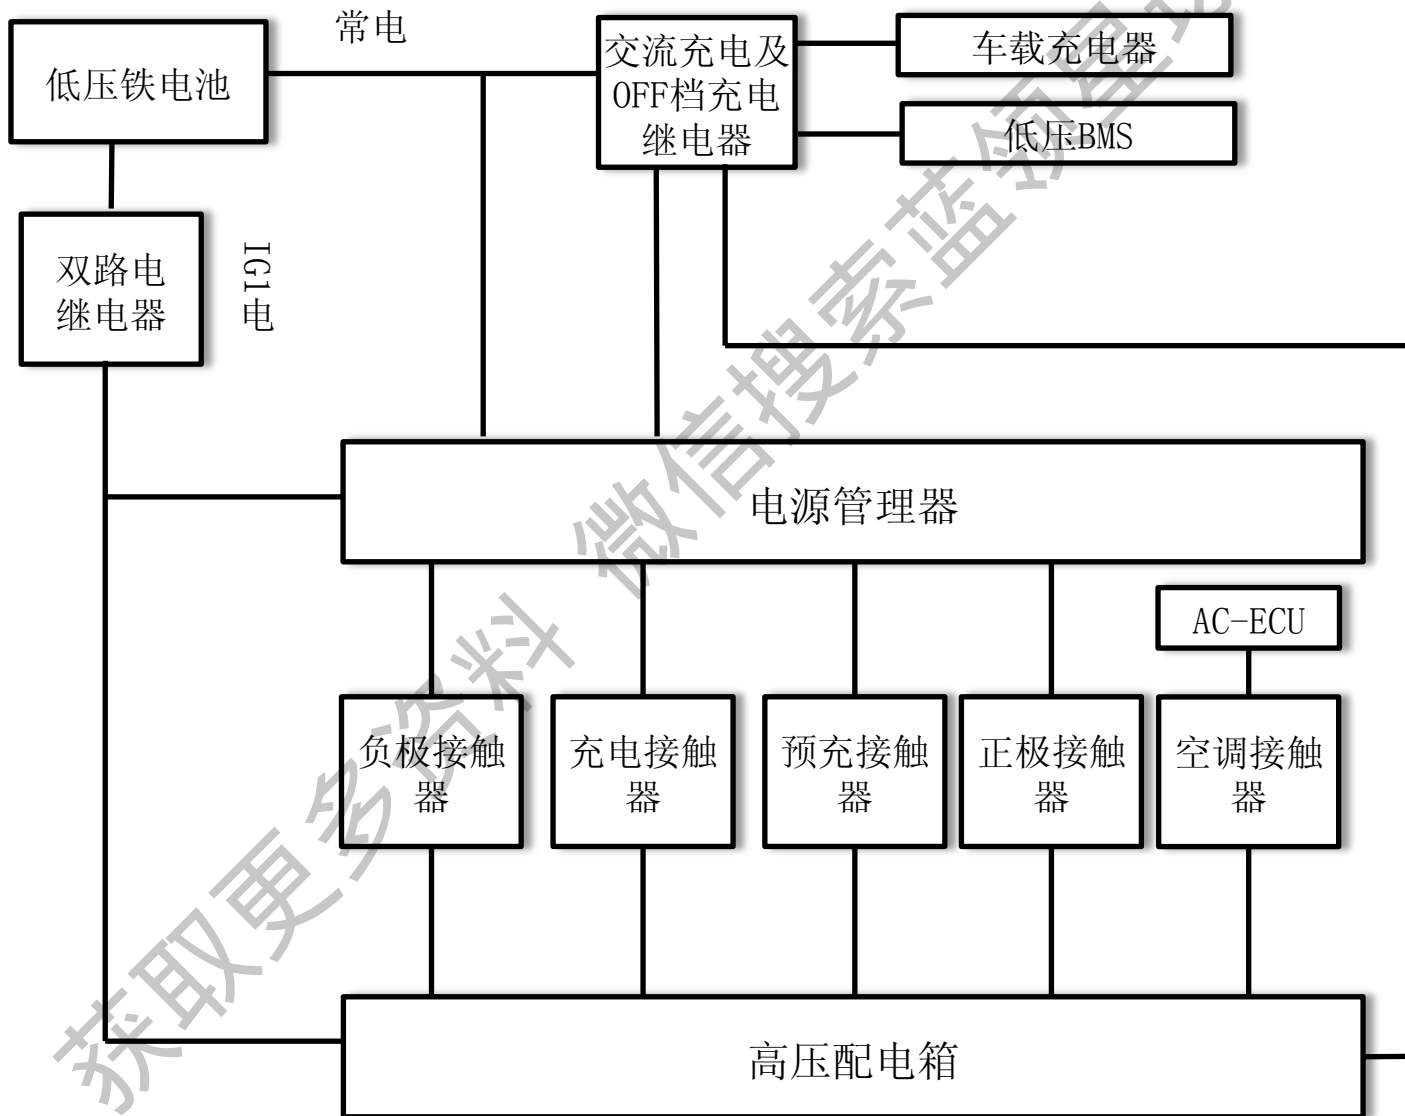 常电
低压铁电池
交流充电及
OFF档充电
继电器
车载充电器
低压BMS
双路电
继电器
IG1电
电源管理器
AC-ECU
负极接触
器
充电接触
器
预充接触
器
正极接触
器
空调接触
器
高压配电箱
获取更多资料 微信搜索蓝领星球